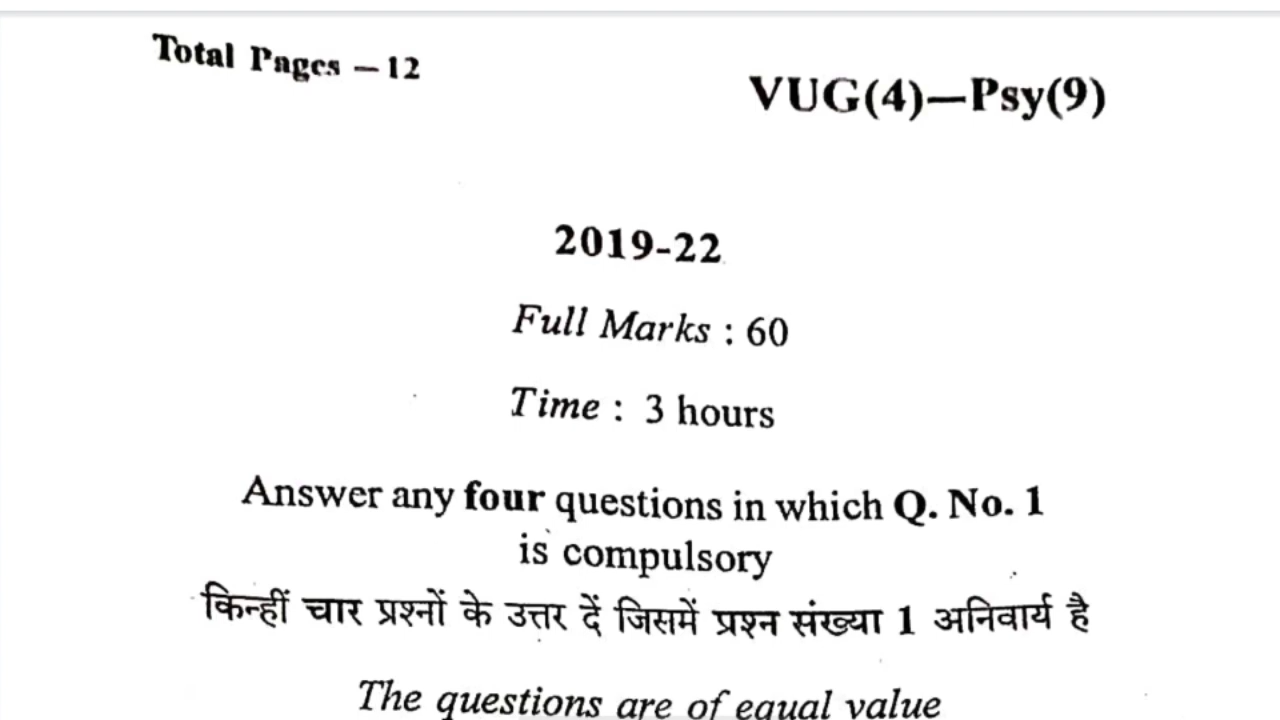 Total Pages —12
VUG(4)—Psy(9)
2019-22
Full Marks : 60
Time : 3 hours
Answer any four questions in which Q. No. 1
is compulsory
किन्हीं चार प्रश्नों के उत्तर दें जिसमें प्रश्न संख्या 1 अनिवार्य है
The questions are of equal value